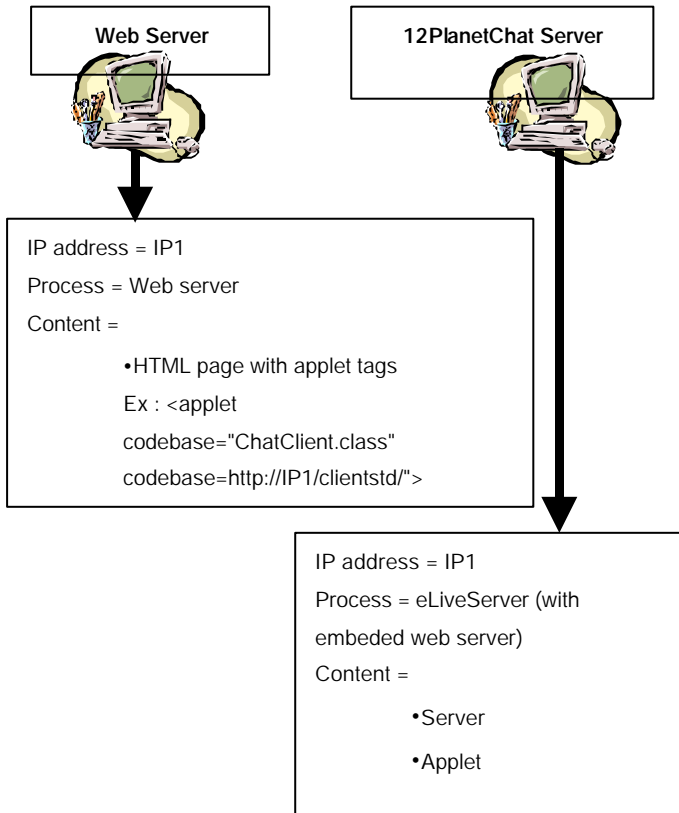 Web Server
12PlanetChat Server
IP address = IP1
Process = Web server
Content =
•HTML page with applet tags
Ex : <applet
codebase="ChatClient.class"
codebase=http://IP1/clientstd/">
IP address = IP1
Process = eLiveServer (with
embeded web server)
Content =
•Server
•Applet